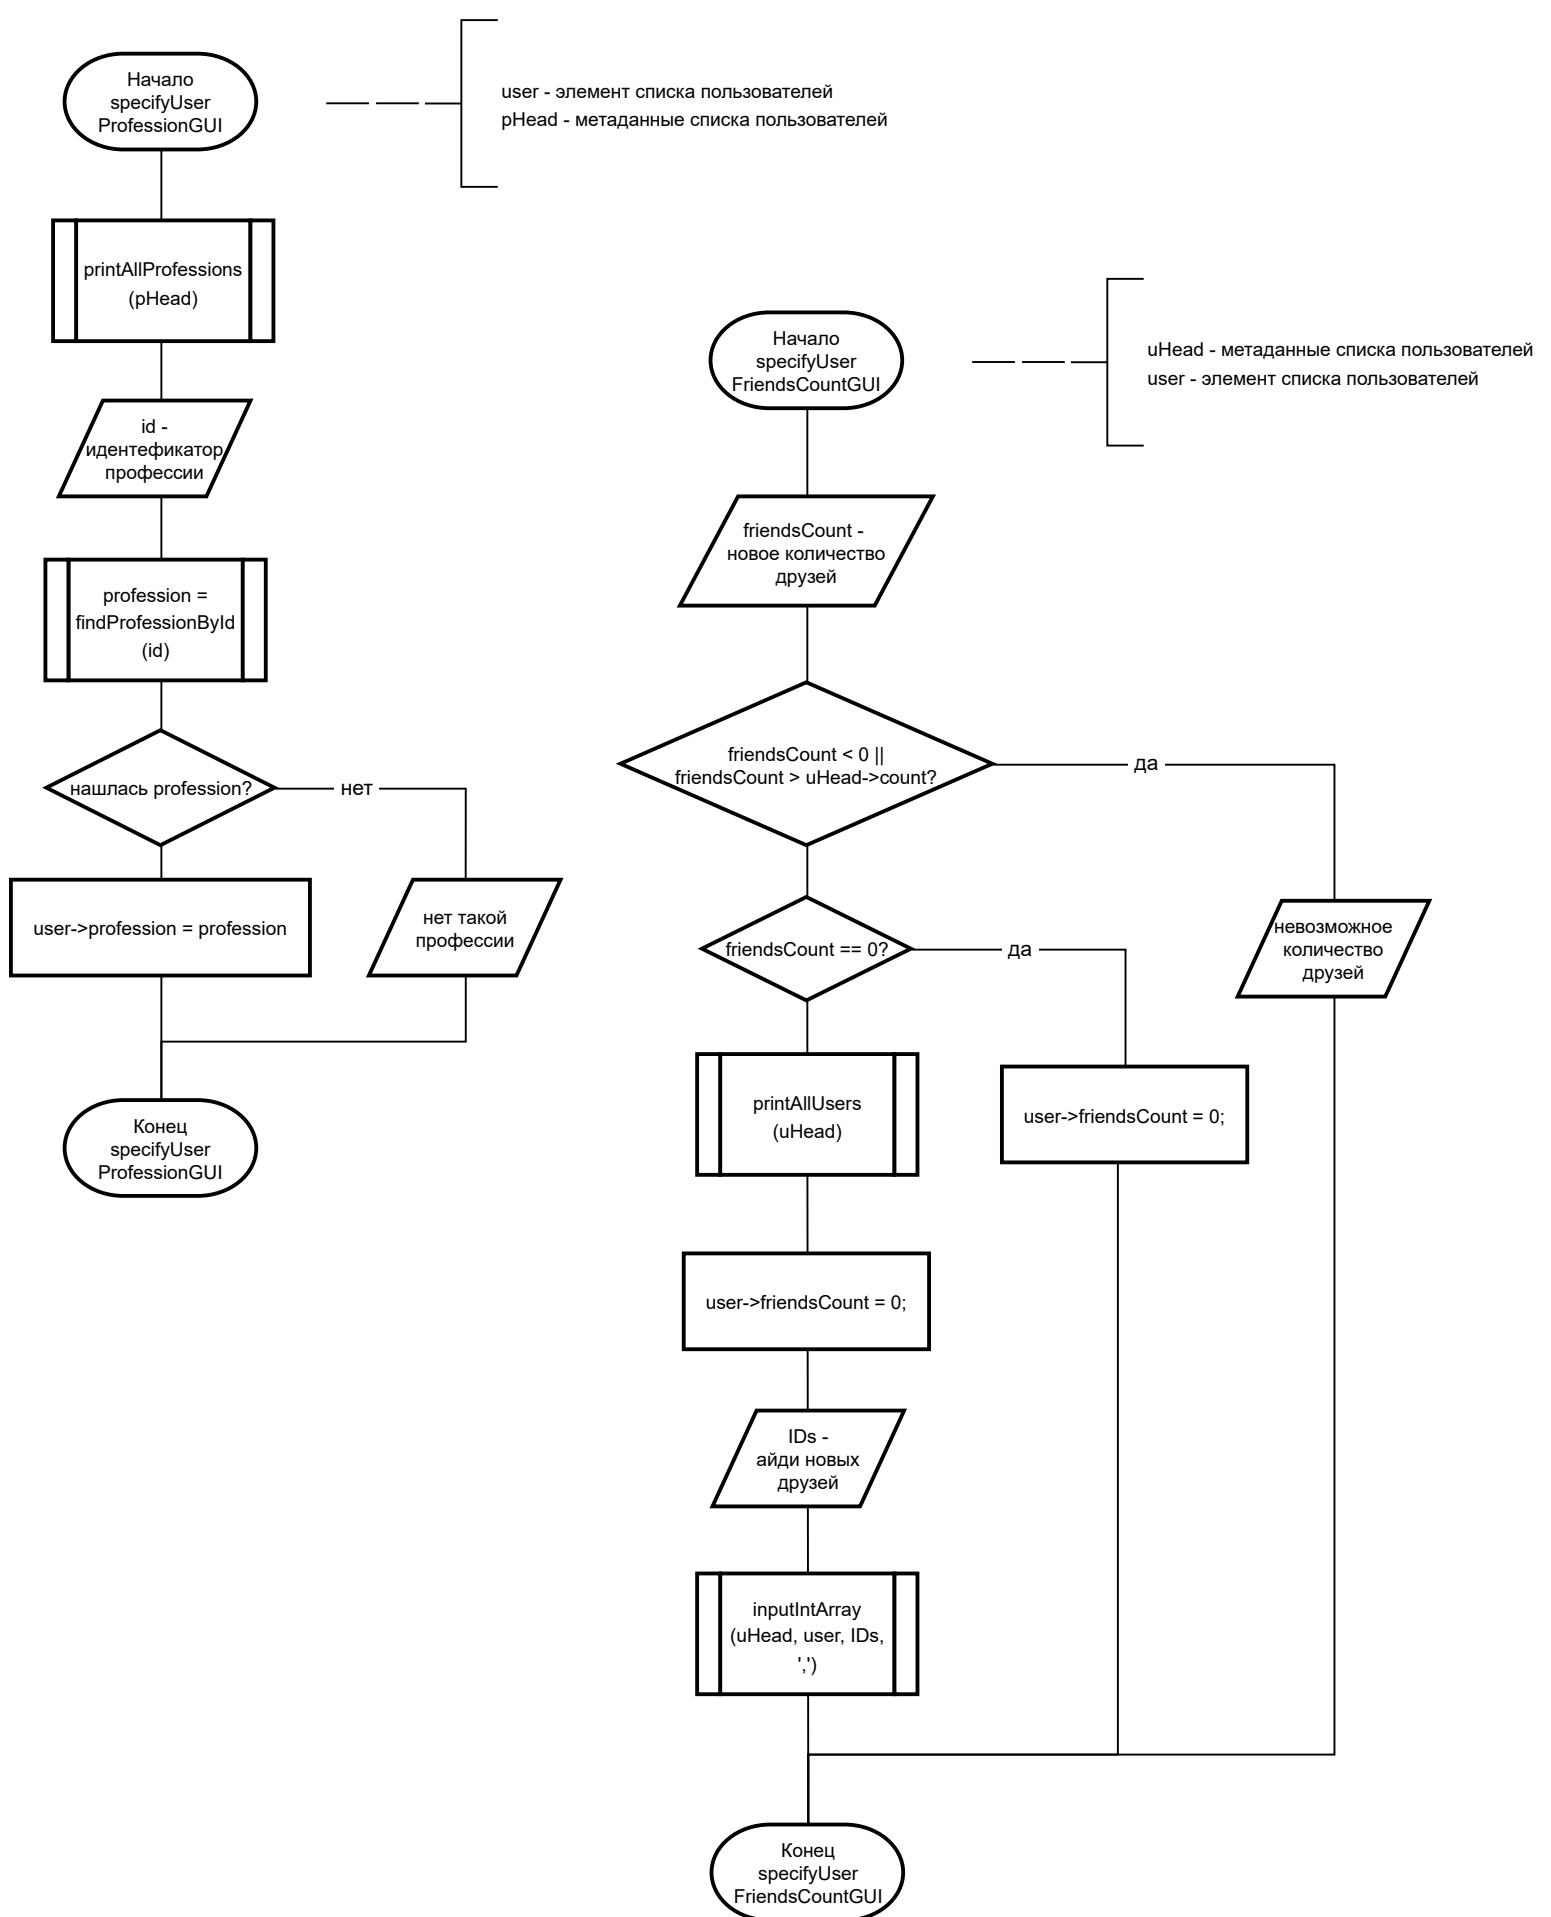 Начало
specifyUser
ProfessionGUI
user - элемент списка пользователей
pHead - метаданные списка пользователей
printAllProfessions
(pHead)
id -
идентефикатор
профессии
profession =
findProfessionById
(id)
нашлась profession?
нет
user->profession = profession
нет такой
профессии
Конец
specifyUser
ProfessionGUI
Начало
specifyUser
FriendsCountGUI
uHead - метаданные списка пользователей
user - элемент списка пользователей
friendsCount -
новое количество
друзей
friendsCount < 0 ||
friendsCount > uHead->count?
да
невозможное
количество
друзей
friendsCount == 0?
да
user->friendsCount = 0;
printAllUsers
(uHead)
user->friendsCount = 0;
IDs -
айди новых
друзей
inputIntArray
(uHead, user, IDs,
',')
Конец
specifyUser
FriendsCountGUI